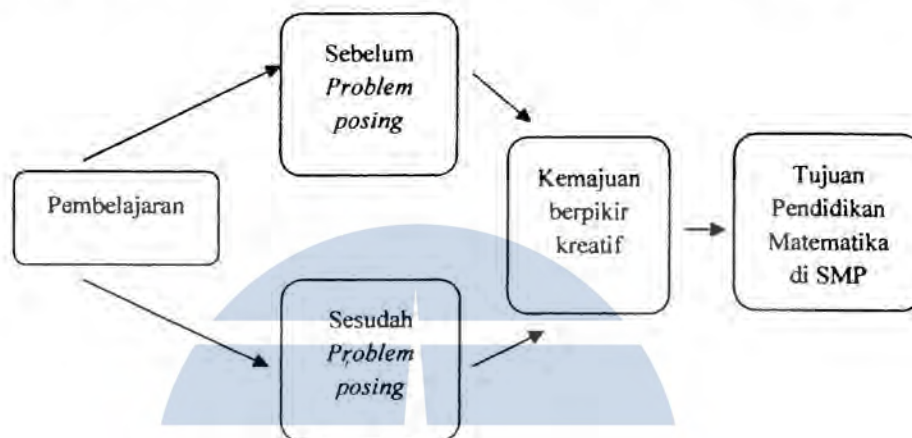 Sebelum
Problem
posing
Pembelajaran
Kemajuan
berpikir
kreatif
Tujuan
Pendidikan
Matematika
di SMP
Sesudah
Problem
posing